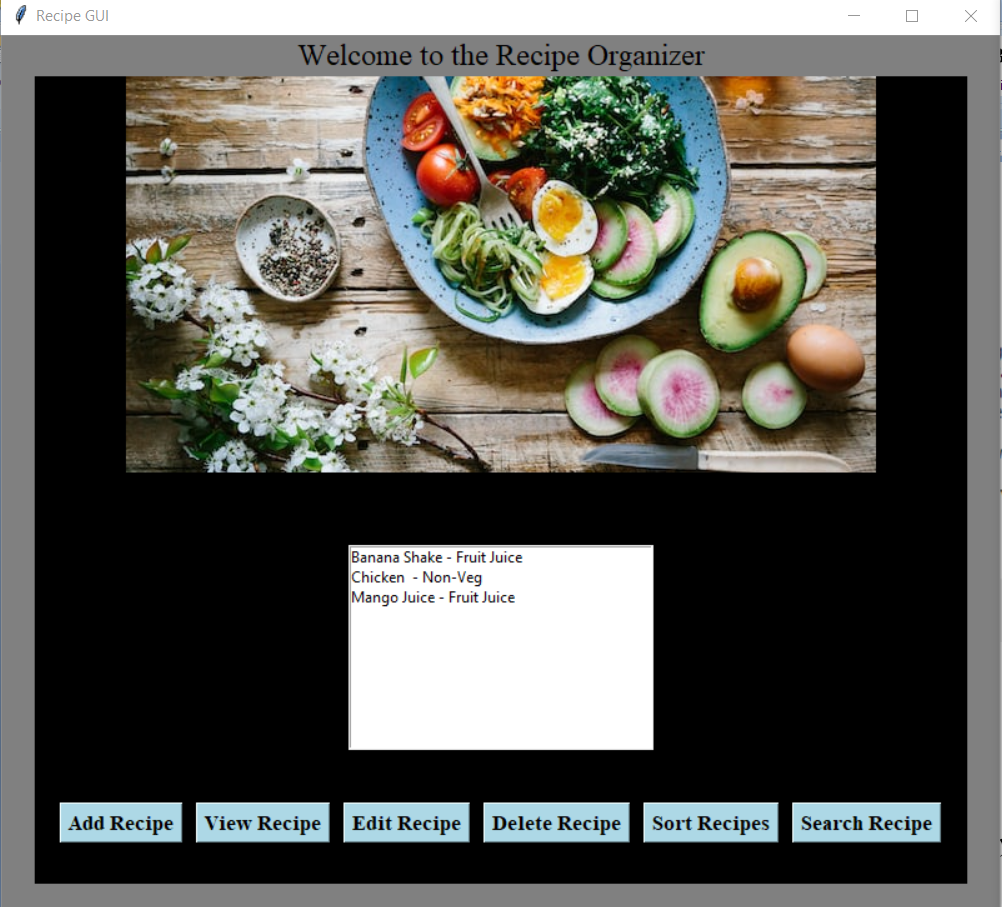 Recipe GUI
Welcome to the Recipe Organizer
Banana Shake - Fruit Juice
Chicken  - Non-Veg
Mango Juice - Fruit Juice
Add Recipe View Recipe Edit Recipe Delete Recipe Sort Recipes Search Recipe